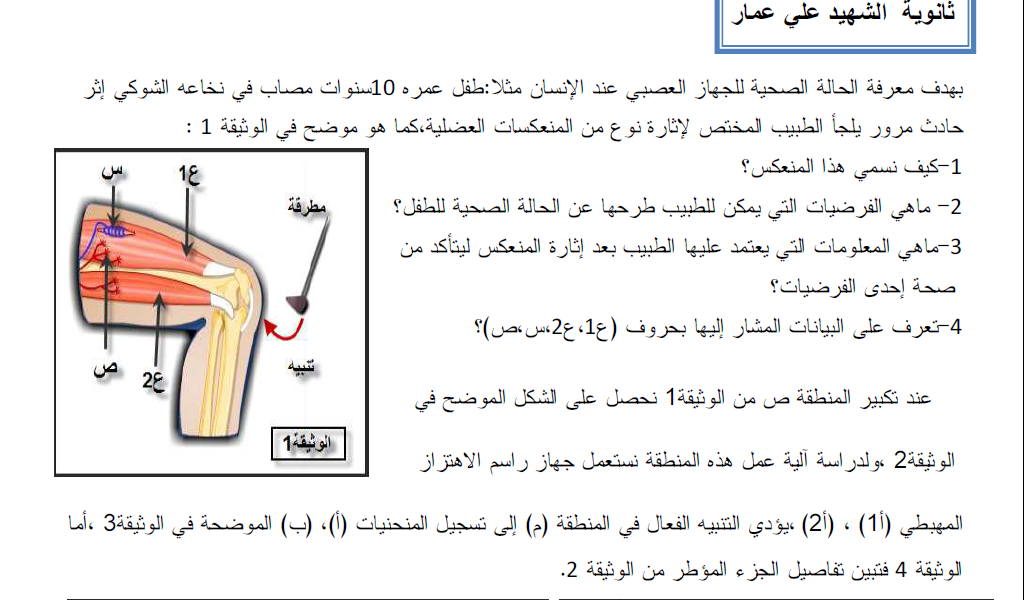 ثانوية الشهيد علي عمار
بهدف معرفة الحالة الصحية للجهاز العصبي عند الإنسان مثلا:طفل عمره 10سنوات مصاب في نخاعه الشوكي إثر
حادث مرور يلجأ الطبيب المختص لإثارة نوع من المنعكسات العضلية،كما هو موضح في الوثيقة 1 :
1-كيف نسمي هذا المنعكس؟
2- ماهي الفرضيات التي يمكن للطبيب طرحها عن الحالة الصحية للطفل؟
3-ماهي المعلومات التي يعتمد عليها الطبيب بعد إثارة المنعكس ليتأكد من
صحة إحدى الفرضيات؟
4-تعرف على البيانات المشار إليها بحروف (ع1،ع2،س،ص)؟
س
ع1
مطرقة
ص
ع2
تنبيه
الوثيقة1
عند تكبير المنطقة ص من الوثيقة1 نحصل على الشكل الموضح في
الوثيقة2 ،ولدراسة آلية عمل هذه المنطقة نستعمل جهاز راسم الاهتزاز
المهبطي (أ1) ، (أ2) ،يؤدي التنبيه الفعال في المنطقة (م) إلى تسجيل المنحنيات (أ)، (ب) الموضحة في الوثيقة3 ،أما
الوثيقة 4 فتبين تفاصيل الجزء المؤطر من الوثيقة 2.